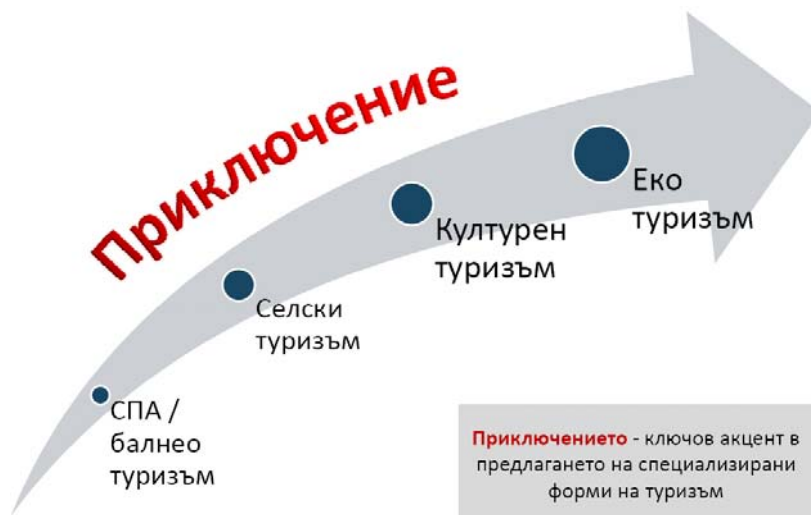 Приключение
Еко
туризъм
Културен
туризъм
Селски
туризъм
СПА /
балнео
туризъм
Приключението - ключов акцент в
предлагането на специализирани
форми на туризъм